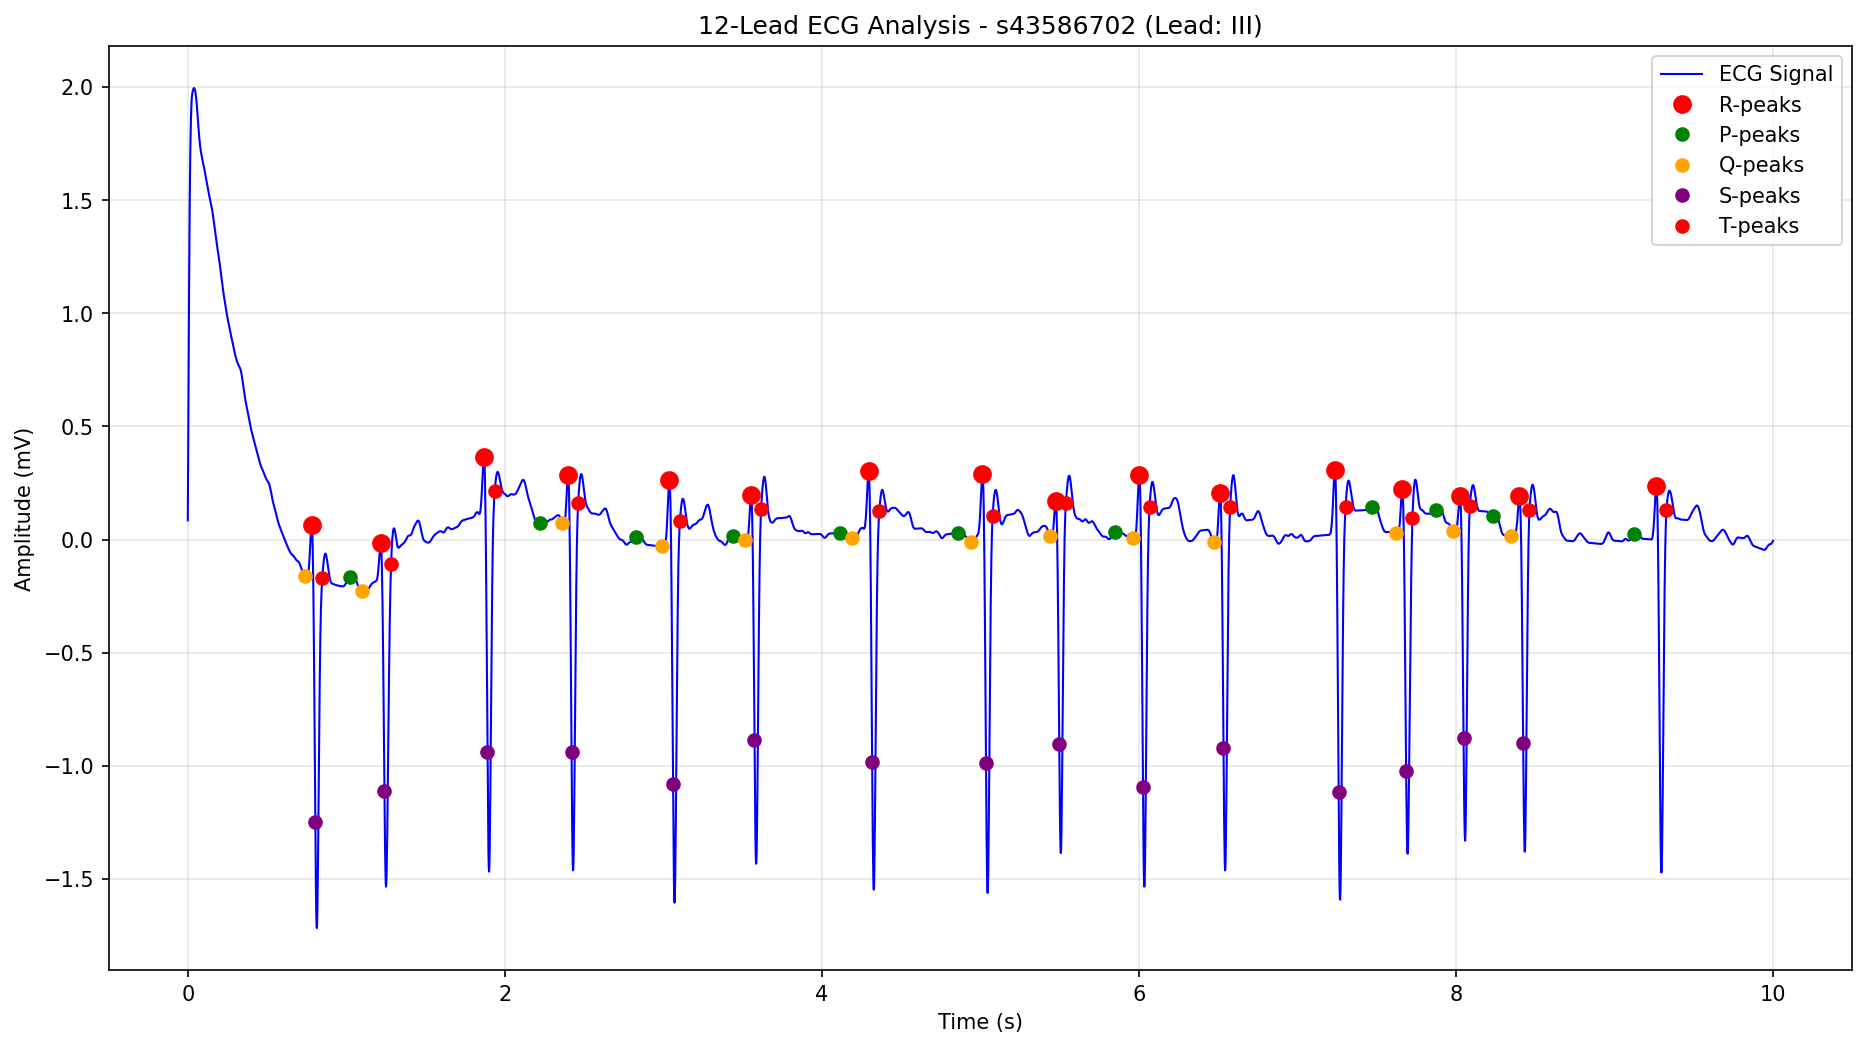 12-Lead ECG Analysis - s43586702 (Lead: III)
ECG Signal
R-peaks
P-peaks
Q-peaks
S-peaks
T-peaks
Amplitude (mV)
2.0
1.5
1.0
0.5
0.0
−0.5
−1.0
−1.5
0 2 4 6 8 10
Time (s)